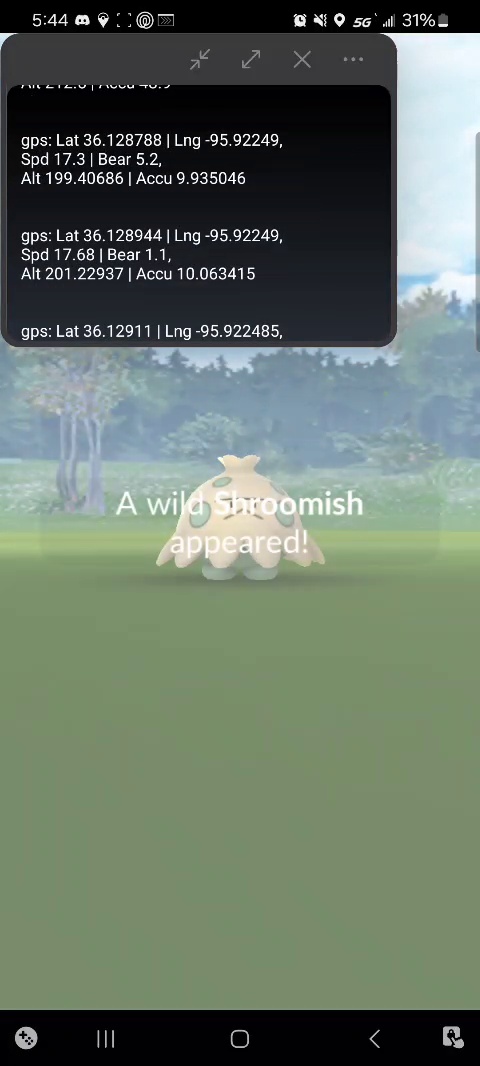 5:44
5G
31%
Alt 212.3 | Accu 48.9
gps: Lat 36.128788 | Lng -95.92249,
Spd 17.3 | Bear 5.2,
Alt 199.40686 | Accu 9.935046
gps: Lat 36.128944 | Lng -95.92249,
Spd 17.68 | Bear 1.1,
Alt 201.22937 | Accu 10.063415
gps: Lat 36.12911 | Lng -95.922485,
A wild Shroomish
appeared!